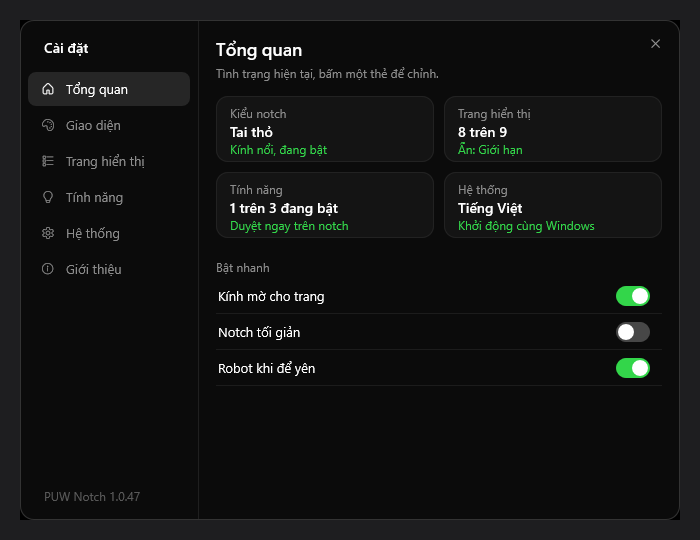 Cài đặt
Tổng quan
Giao diện
Trang hiển thị
Tính năng
Hệ thống
Giới thiệu
PUW Notch 1.0.47
Tổng quan
Tình trạng hiện tại, bấm một thẻ để chỉnh.
Kiểu notch
Tai thỏ
Kính nổi, đang bật
Trang hiển thị
8 trên 9
Ẩn: Giới hạn
Tính năng
1 trên 3 đang bật
Duyệt ngay trên notch
Hệ thống
Tiếng Việt
Khởi động cùng Windows
Bật nhanh
Kính mờ cho trang
Notch tối giản
Robot khi để yên